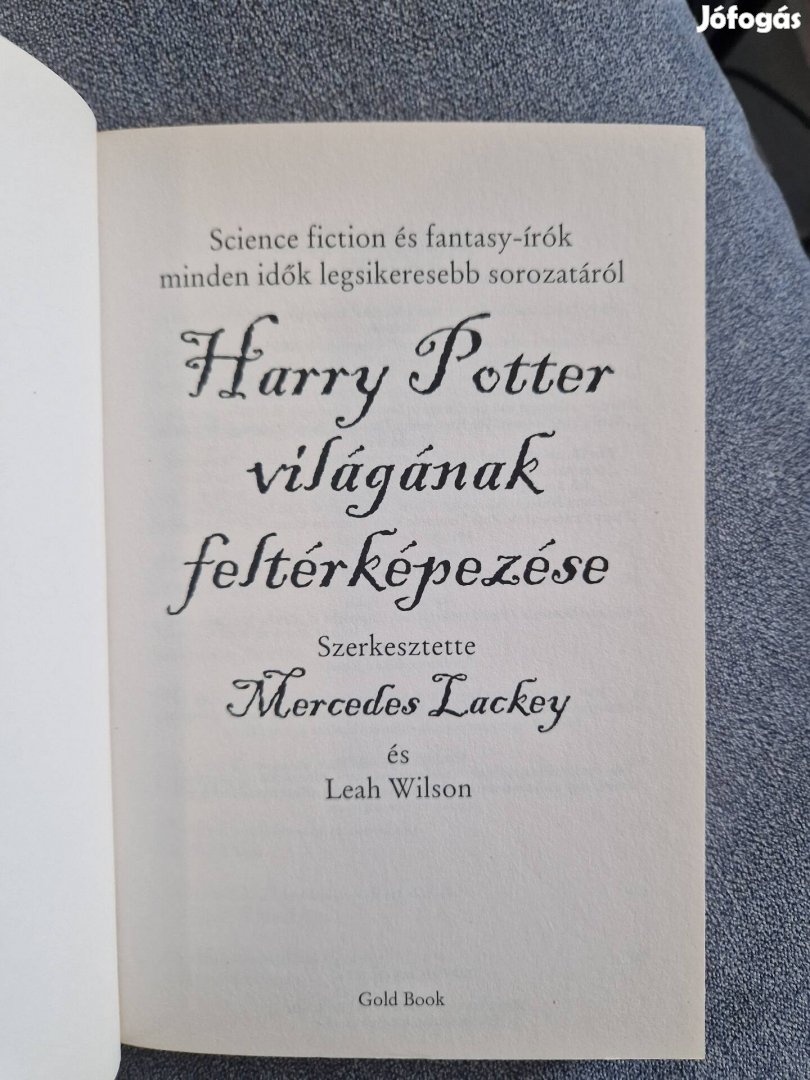 Jófogás
Science fiction és fantasy-írók
minden idők legsikeresebb sorozatáról
Harry Potter
világának
feltérképezése
Szerkesztette
Mercedes Lackey
és
Leah Wilson
Gold Book